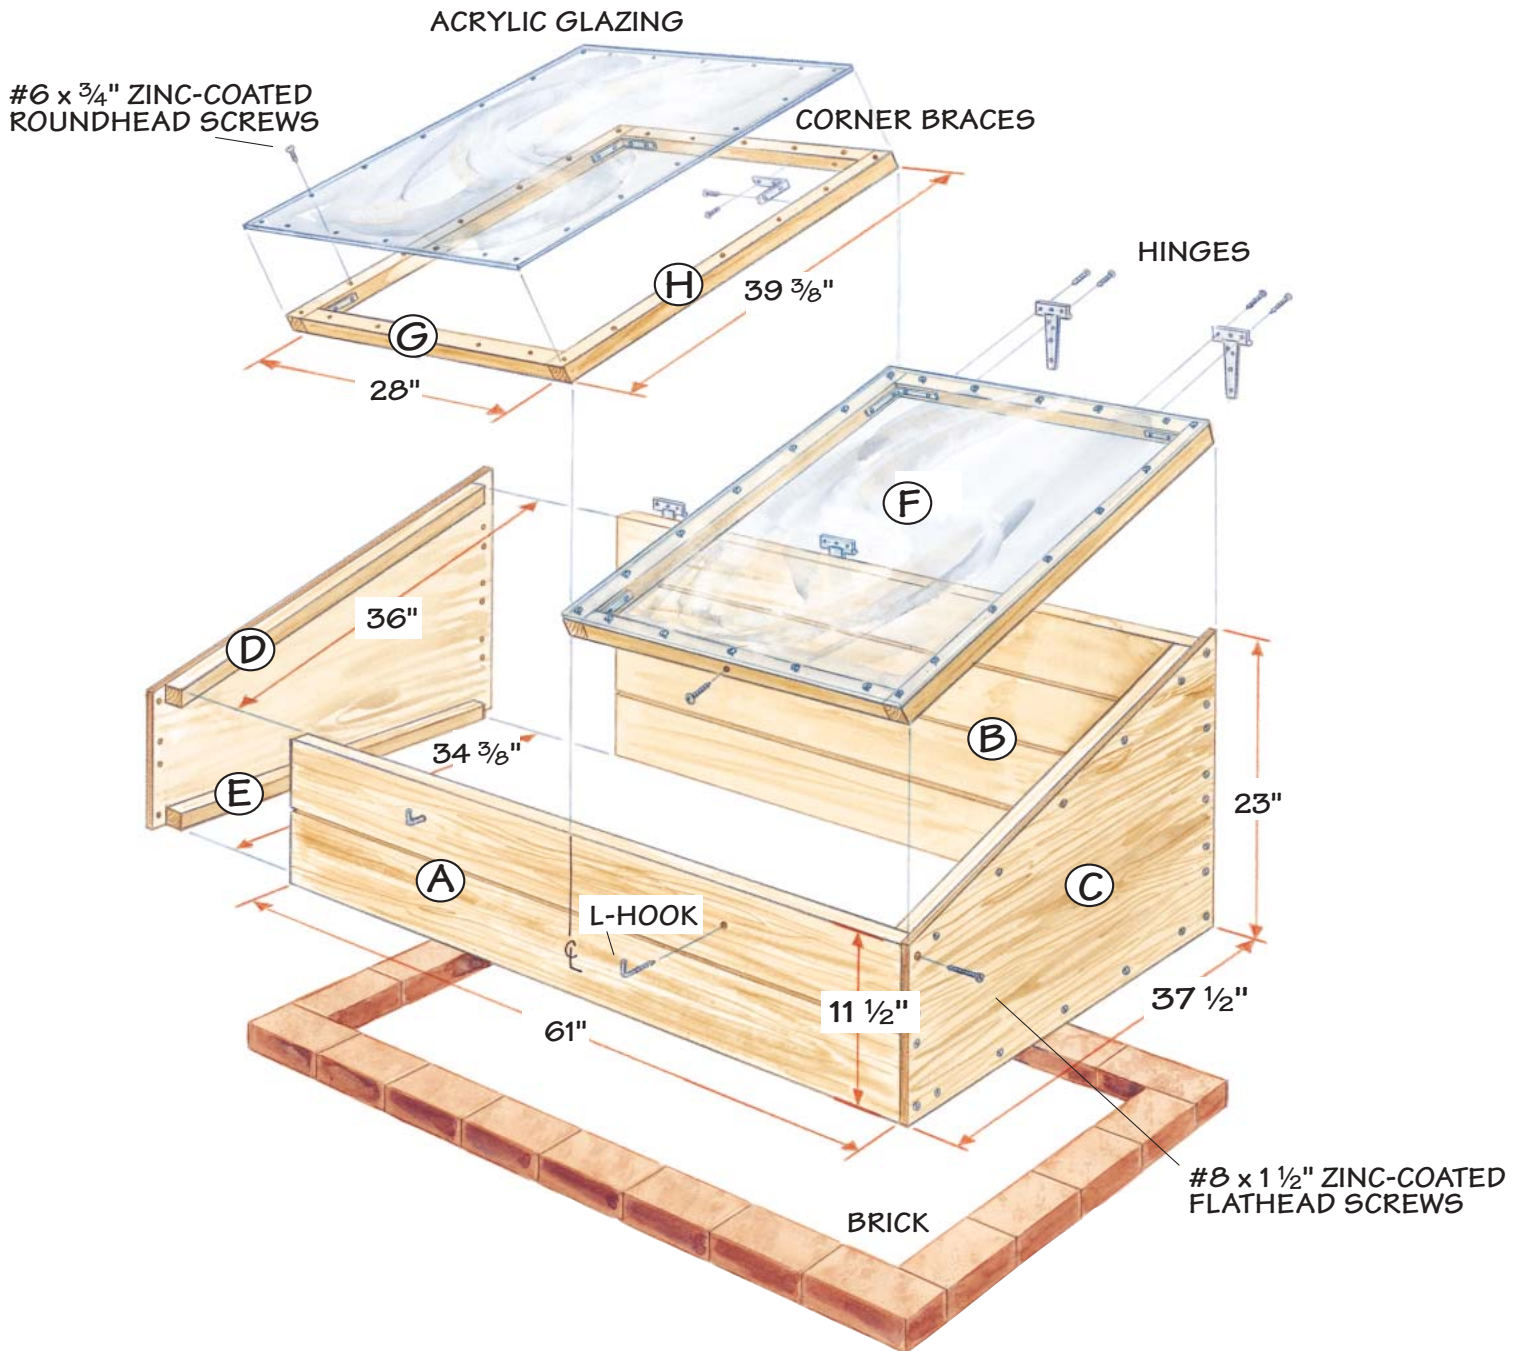 ACRYLIC GLAZING
#6 x 3/4" ZINC-COATED
ROUNDHEAD SCREWS
CORNER BRACES
HINGES
H
39 3/8"
G
28"
F
36"
D
B
34 3/8"
E
23"
A
C
L-HOOK
℄
11 1/2"
37 1/2"
61"
#8 x 1 1/2" ZINC-COATED
FLATHEAD SCREWS
BRICK